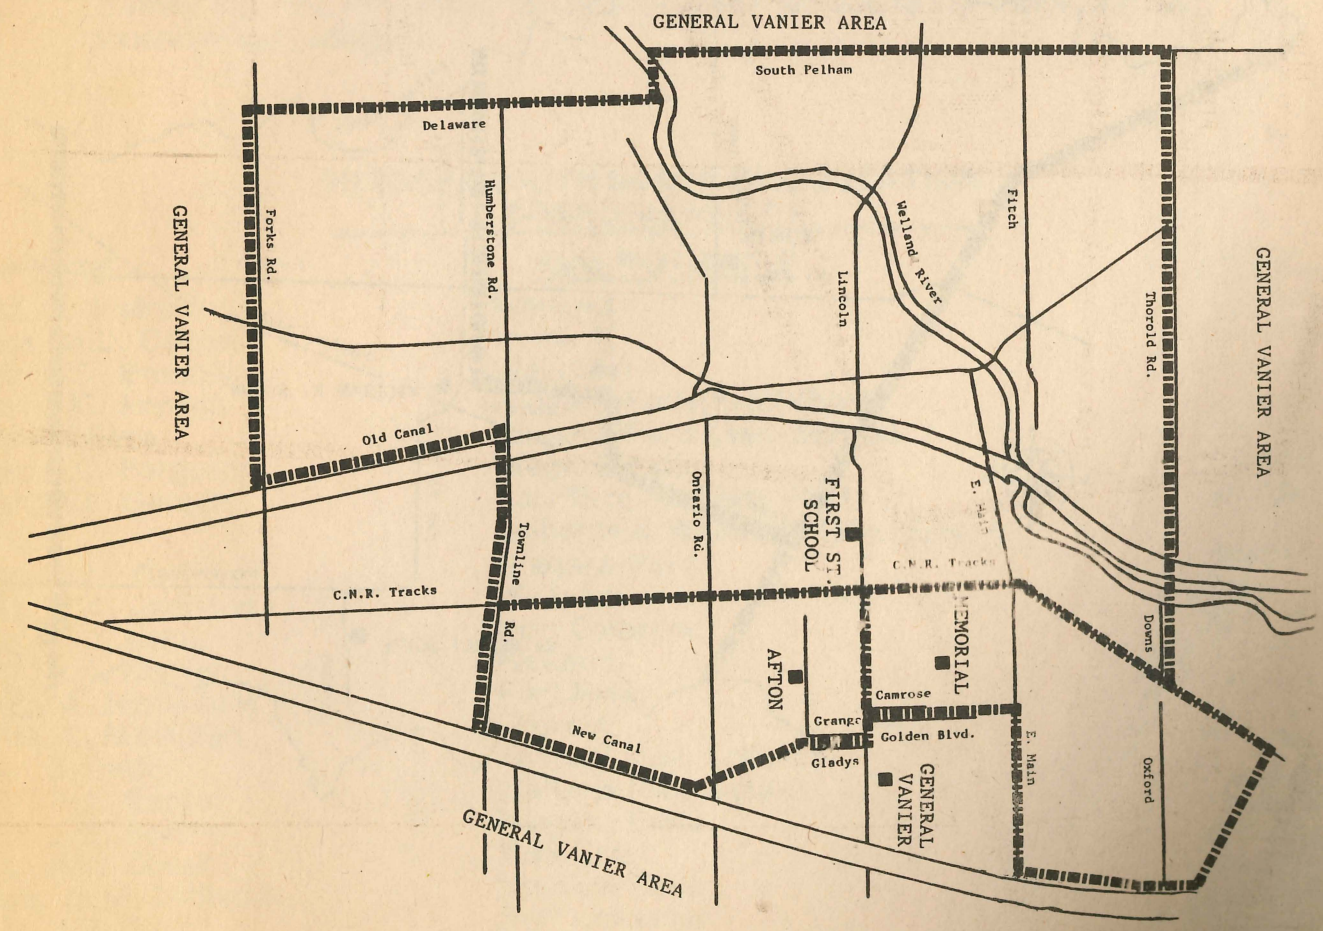 GENERAL VANIER AREA
South Pelham
Delaware
Humberstone Rd.
Forks Rd.
GENERAL VANIER AREA
Fitch
Welland River
Lincoln
Thorold Rd.
GENERAL VANIER AREA
Old Canal
Ontario Rd.
FIRST ST.
SCHOOL
E. Main
C.N.R. Tracks
C.N.R. Tracks
Townline
Rd.
MEMORIAL
Downs
AFTON
Camrose
Grange
Golden Blvd.
Gladys
New Canal
E. Main
Oxford
GENERAL
VANIER
GENERAL VANIER AREA